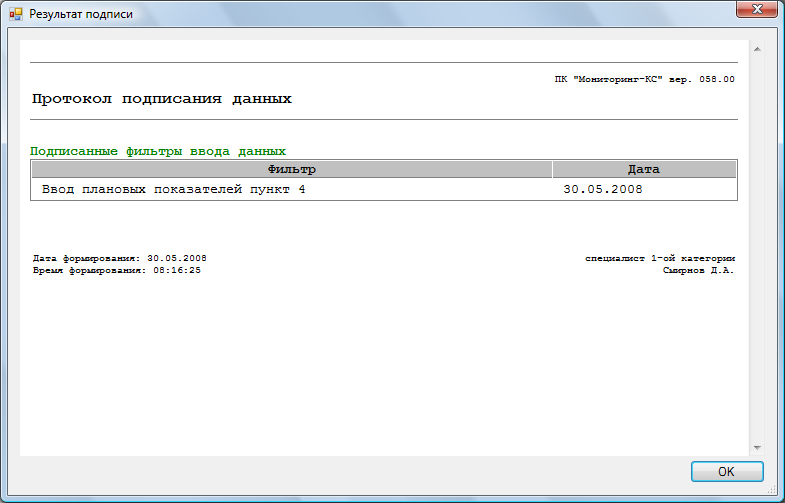 Результат подписи
ПК "Мониторинг-КС" вер. 058.00
Протокол подписания данных
Подписанные фильтры ввода данных
Фильтр Дата
Ввод плановых показателей пункт 4 30.05.2008
Дата формирования: 30.05.2008 специалист 1-ой категории
Время формирования: 08:16:25 Смирнов Д.А.
OK